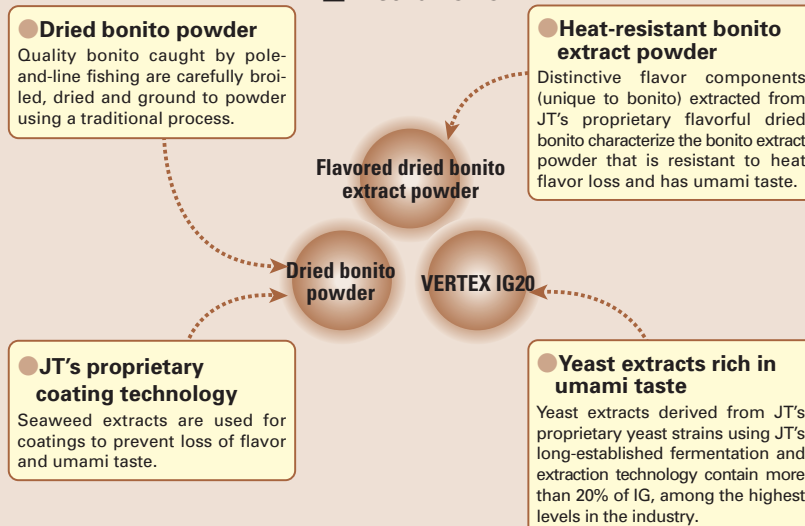 Dried bonito powder
Quality bonito caught by pole-
and-line fishing are carefully broi-
led, dried and ground to powder
using a traditional process.
Heat-resistant bonito
extract powder
Distinctive flavor components
(unique to bonito) extracted from
JT's proprietary flavorful dried
bonito characterize the bonito extract
powder that is resistant to heat
flavor loss and has umami taste.
Flavored dried bonito
extract powder
Dried bonito
powder
VERTEX IG20
JT's proprietary
coating technology
Seaweed extracts are used for
coatings to prevent loss of flavor
and umami taste.
Yeast extracts rich in
umami taste
Yeast extracts derived from JT's
proprietary yeast strains using JT's
long-established fermentation and
extraction technology contain more
than 20% of IG, among the highest
levels in the industry.